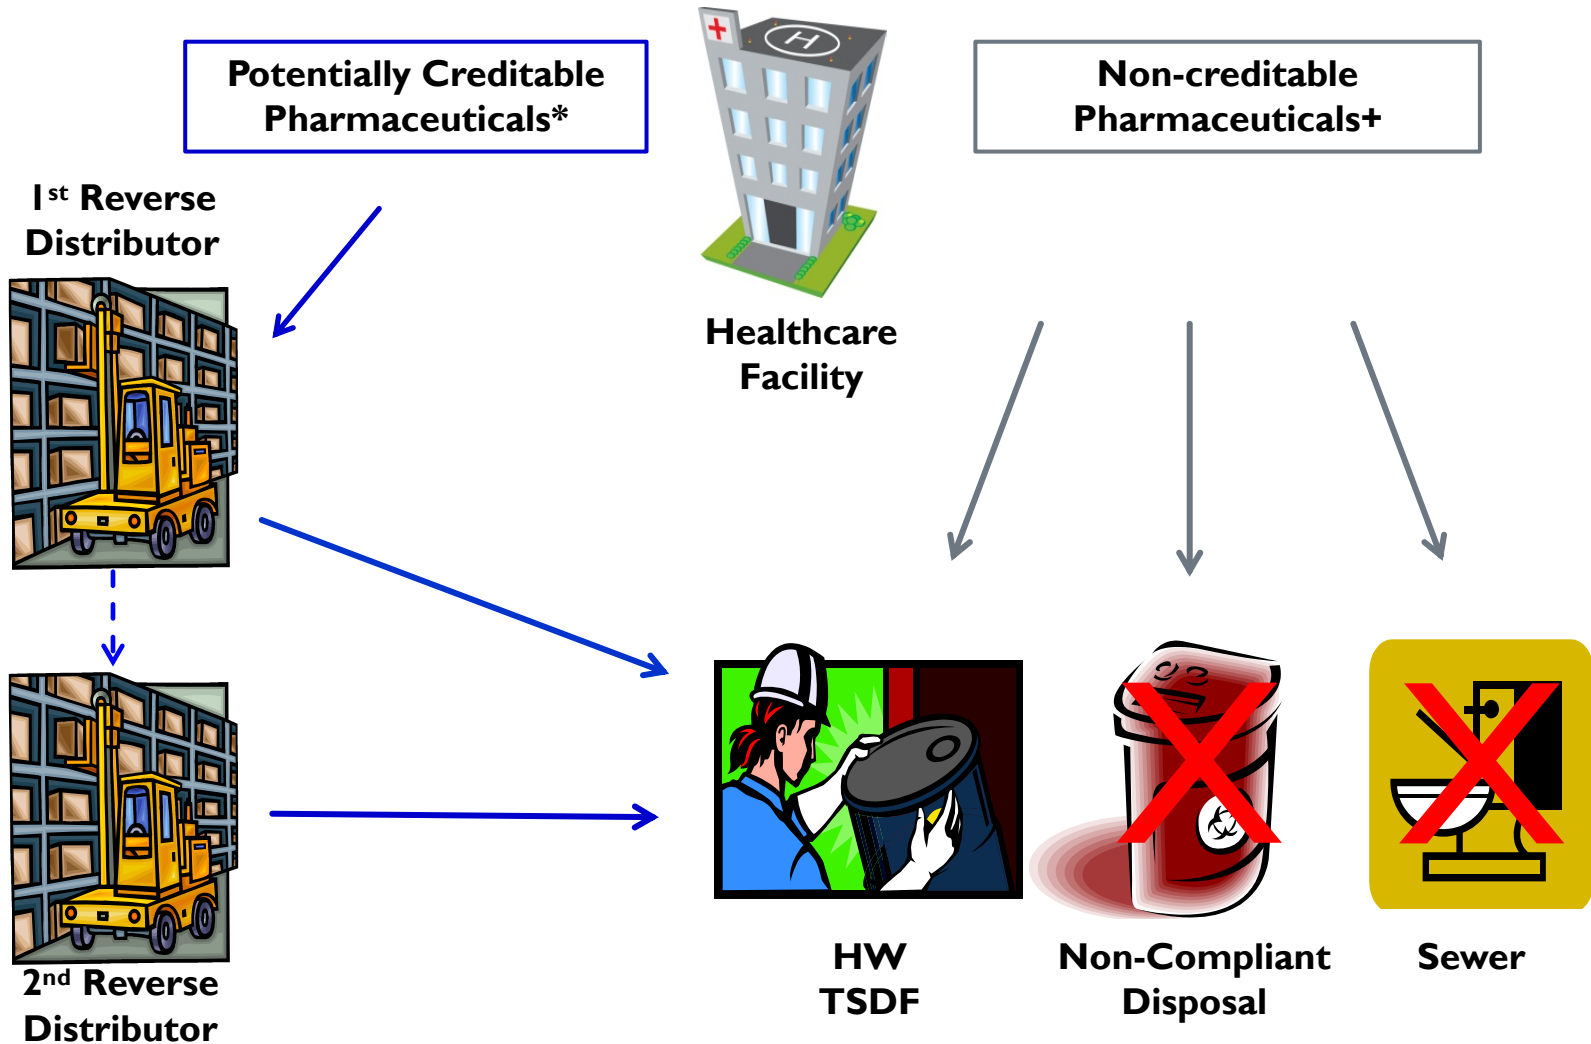 Potentially Creditable
Pharmaceuticals*
H
Non-creditable
Pharmaceuticals+
1st Reverse
Distributor
Healthcare
Facility
2nd Reverse
Distributor
HW
TSDF
Non-Compliant
Disposal
Sewer